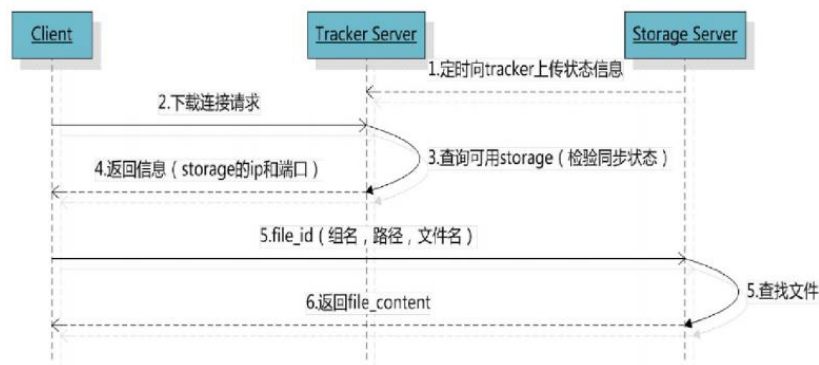 Client
Tracker Server
Storage Server
1.定时向tracker上传状态信息
2.下载连接请求
3.查询可用storage（检验同步状态）
4.返回信息（storage的ip和端口）
5.file_id（组名，路径，文件名）
5.查找文件
6.返回file_content